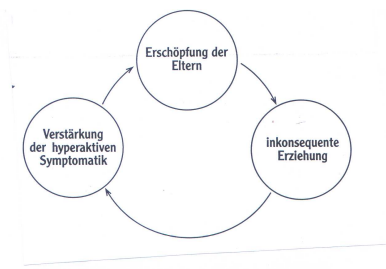 Erschöpfung der
Eltern
inkonsequente
Erziehung
Verstärkung
der hyperaktiven
Symptomatik